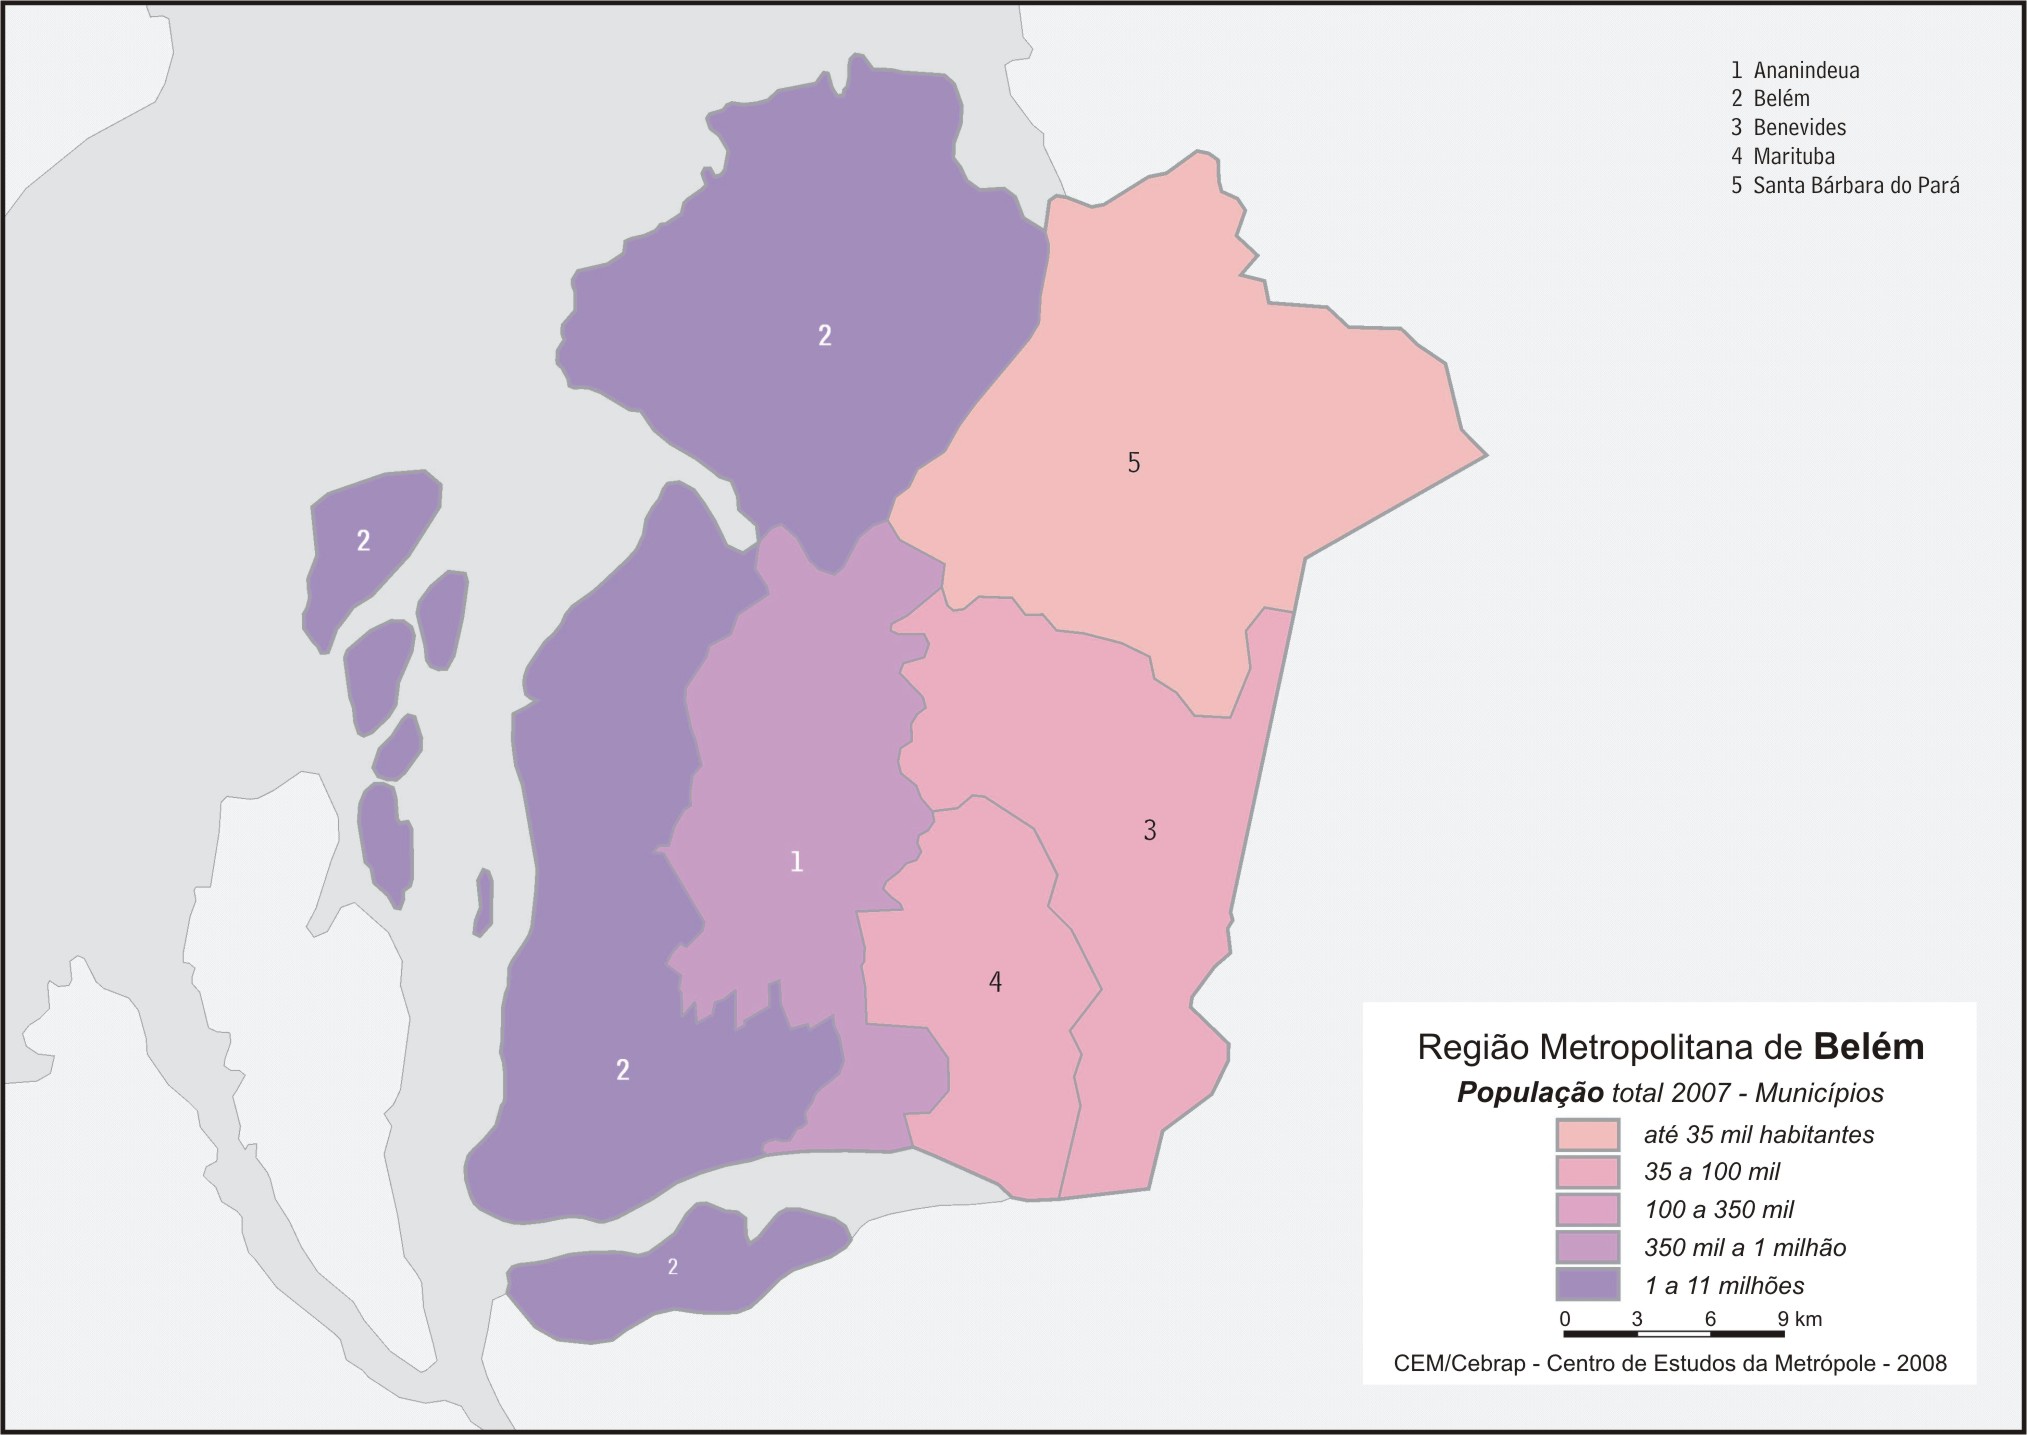 1 Ananindeua
2 Belém
3 Benevides
4 Marituba
5 Santa Bárbara do Pará
2
5
2
3
1
4
2
2
Região Metropolitana de Belém
População total 2007 - Municípios
até 35 mil habitantes
35 a 100 mil
100 a 350 mil
350 mil a 1 milhão
1 a 11 milhões
0 3 6 9 km
CEM/Cebrap - Centro de Estudos da Metrópole - 2008